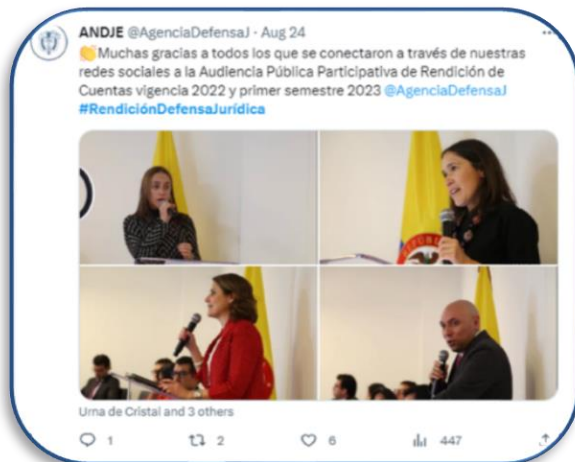 ANDJE @AgenciaDefensaJ · Aug 24
Muchas gracias a todos los que se conectaron a través de nuestras
redes sociales a la Audiencia Pública Participativa de Rendición de
Cuentas vigencia 2022 y primer semestre 2023 @AgenciaDefensaJ
#RendiciónDefensaJurídica
Urna de Cristal and 3 others
1 2 6 447